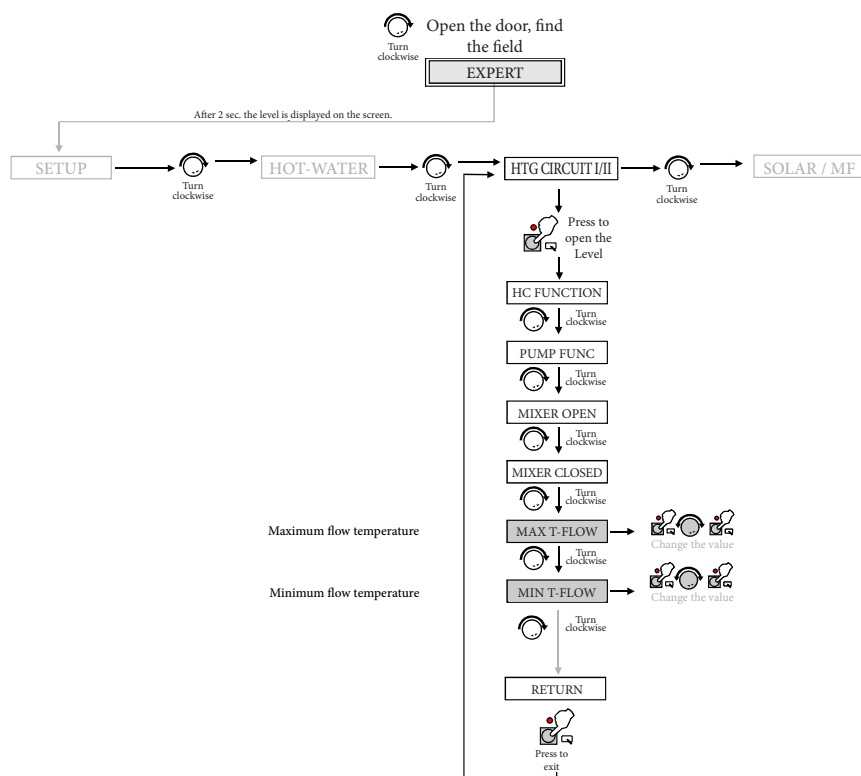 Open the door, find
the field
Turn
clockwise
EXPERT
After 2 sec. the level is displayed on the screen.
SETUP
Turn
clockwise
HOT-WATER
Turn
clockwise
HTG CIRCUIT I/II
Turn
clockwise
SOLAR / MF
Press to
open the
Level
HC FUNCTION
Turn
clockwise
PUMP FUNC
Turn
clockwise
MIXER OPEN
Turn
clockwise
MIXER CLOSED
Turn
clockwise
Maximum flow temperature
MAX T-FLOW
Change the value
Turn
clockwise
Minimum flow temperature
MIN T-FLOW
Change the value
Turn
clockwise
RETURN
Press to
exit